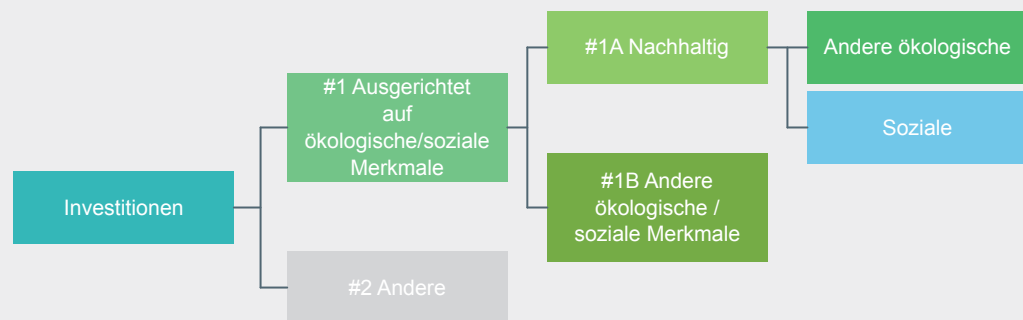 Investitionen
#1 Ausgerichtet
auf
ökologische/soziale
Merkmale
#2 Andere
#1A Nachhaltig
#1B Andere
ökologische /
soziale Merkmale
Andere ökologische
Soziale